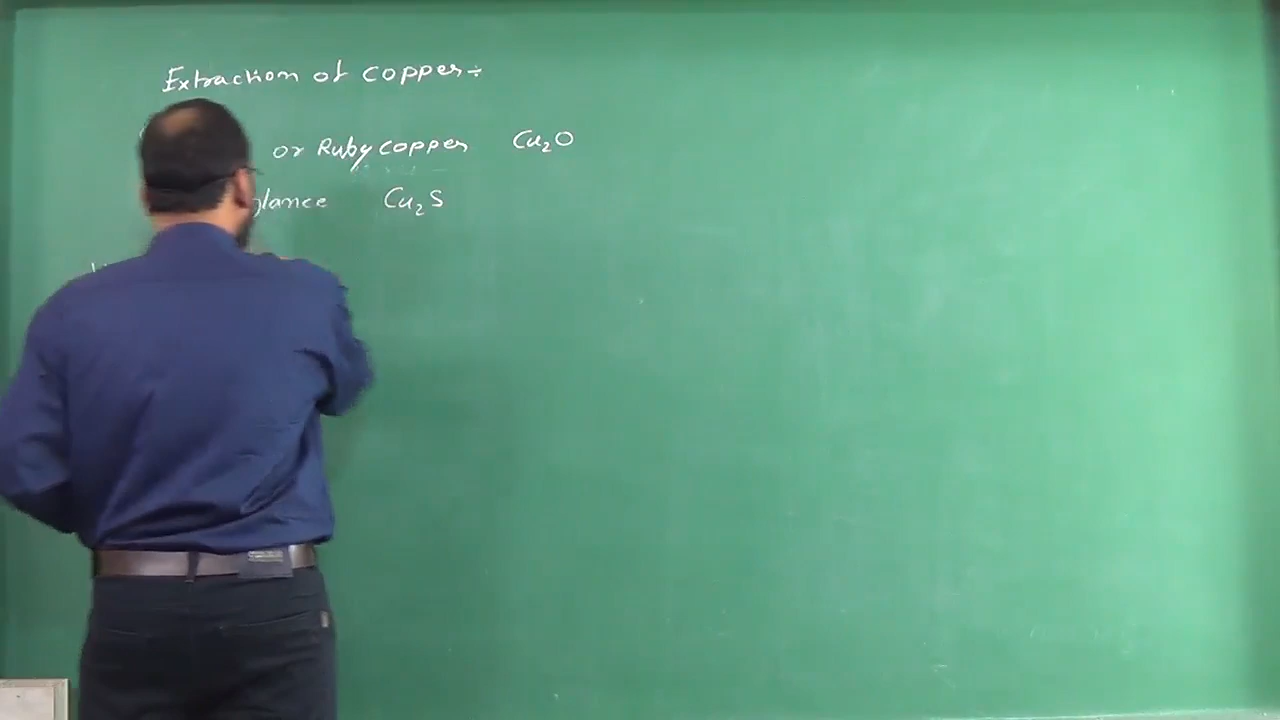 Extraction of copper:-
or Ruby copper Cu₂O
glance Cu₂S